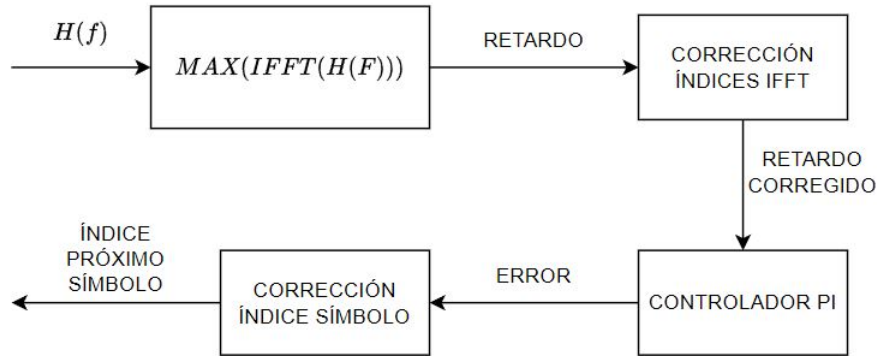 H(f)
MAX(IFFT(H(F)))
RETARDO
CORRECCIÓN
ÍNDICES IFFT
RETARDO
CORREGIDO
CONTROLADOR PI
ERROR
CORRECCIÓN
ÍNDICE SÍMBOLO
ÍNDICE
PRÓXIMO
SÍMBOLO